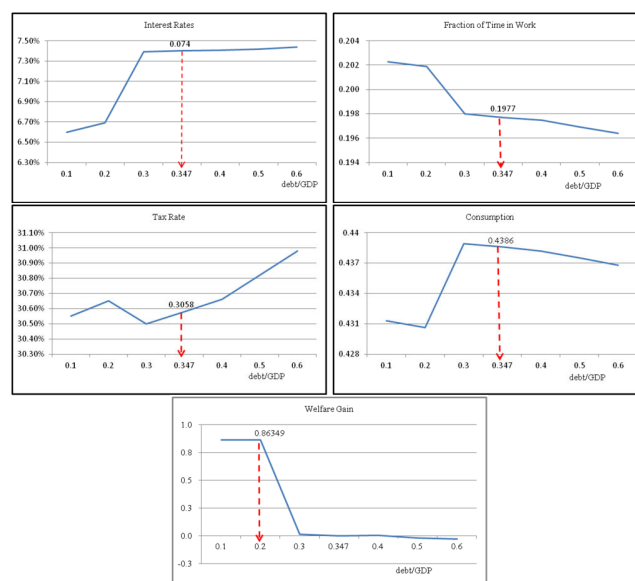 Interest Rates
7.50%
7.30%
7.10%
6.90%
6.70%
6.50%
6.30%
0.074
0.1 0.2 0.3 0.347 0.4 0.5 0.6
debt/GDP
Fraction of Time in Work
0.204
0.202
0.2
0.198
0.196
0.194
0.1977
0.1 0.2 0.3 0.347 0.4 0.5 0.6
debt/GDP
Tax Rate
31.10%
31.00%
30.90%
30.80%
30.70%
30.60%
30.50%
30.40%
30.30%
0.3058
0.1 0.2 0.3 0.347 0.4 0.5 0.6
debt/GDP
Consumption
0.44
0.437
0.434
0.431
0.428
0.4386
0.1 0.2 0.3 0.347 0.4 0.5 0.6
debt/GDP
Welfare Gain
1.0
0.8
0.5
0.3
0.0
-0.3
0.86349
0.1 0.2 0.3 0.347 0.4 0.5 0.6
debt/GDP